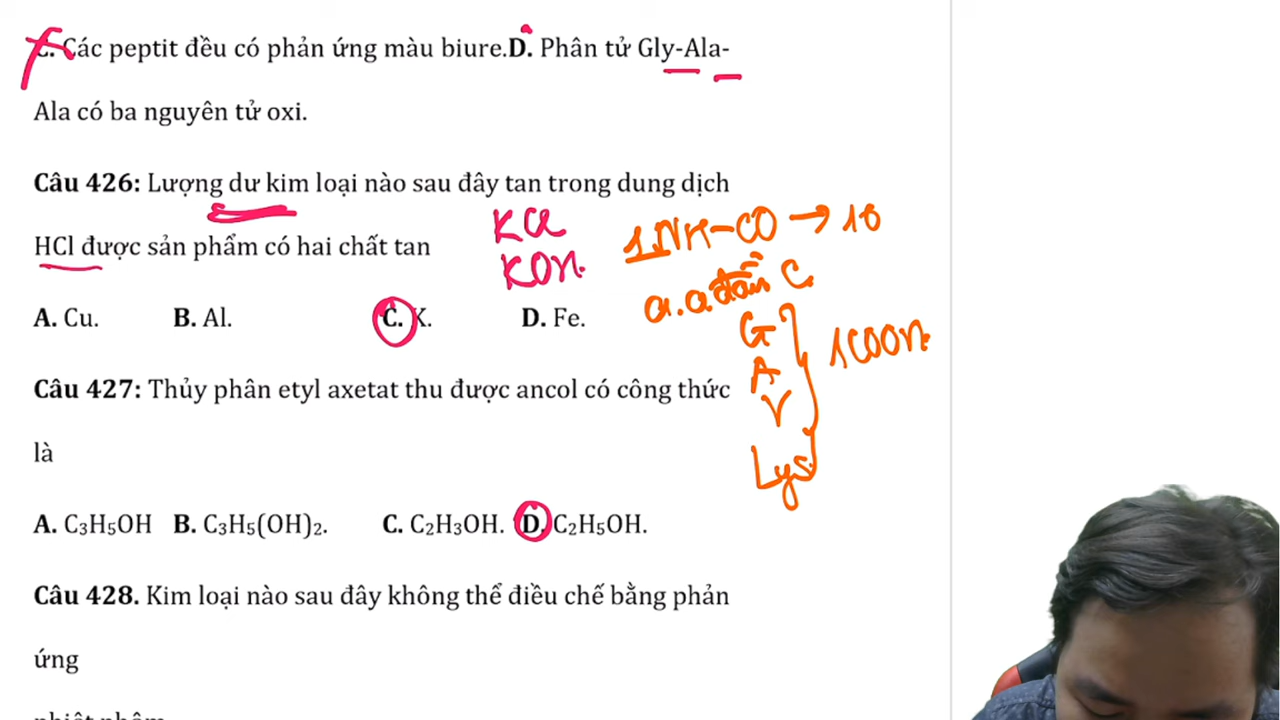 C. Các peptit đều có phản ứng màu biure.D. Phân tử Gly-Ala-
Ala có ba nguyên tử oxi.
Câu 426: Lượng dư kim loại nào sau đây tan trong dung dịch
HCl được sản phẩm có hai chất tan
KCl
KOH.
1NH-CO → 1O
a.a đầu C
G
A
V
Lys
1COOH.
A. Cu. B. Al. C. K. D. Fe.
Câu 427: Thủy phân etyl axetat thu được ancol có công thức
là
A. C₃H₅OH B. C₃H₅(OH)₂. C. C₂H₃OH. D. C₂H₅OH.
Câu 428. Kim loại nào sau đây không thể điều chế bằng phản
ứng
nhiệt nhôm